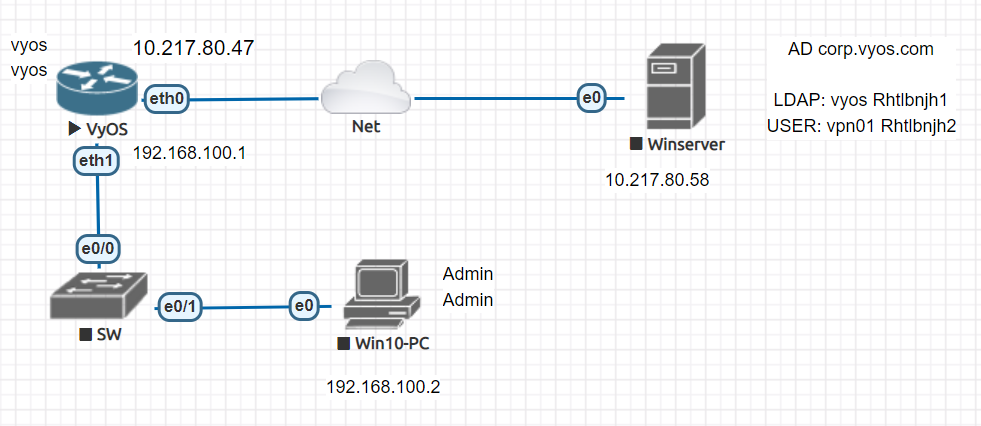 vyos
vyos
10.217.80.47
AD corp.vyos.com
eth0
e0
LDAP: vyos Rhtlbnjh1
USER: vpn01 Rhtlbnjh2
Net
VyOS
Winserver
192.168.100.1
eth1
10.217.80.58
e0/0
Admin
Admin
e0/1
e0
SW
Win10-PC
192.168.100.2